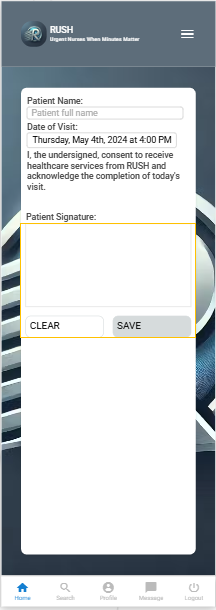 RUSH
Urgent Nurses When Minutes Matter
Patient Name:
Patient full name
Date of Visit:
Thursday, May 4th, 2024 at 4:00 PM
I, the undersigned, consent to receive
healthcare services from RUSH and
acknowledge the completion of today's
visit.
Patient Signature:
CLEAR SAVE
Home Search Profile Message Logout